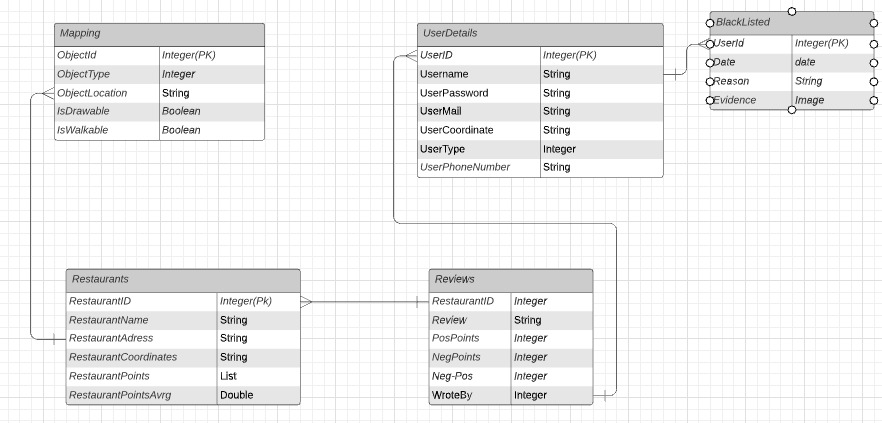 Mapping
ObjectId Integer(PK)
ObjectType Integer
ObjectLocation String
IsDrawable Boolean
IsWalkable Boolean
UserDetails
UserID Integer(PK)
Username String
UserPassword String
UserMail String
UserCoordinate String
UserType Integer
UserPhoneNumber String
BlackListed
UserId Integer(PK)
Date date
Reason String
Evidence Image
Restaurants
RestaurantID Integer(Pk)
RestaurantName String
RestaurantAdress String
RestaurantCoordinates String
RestaurantPoints List
RestaurantPointsAvrg Double
Reviews
RestaurantID Integer
Review String
PosPoints Integer
NegPoints Integer
Neg-Pos Integer
WroteBy Integer